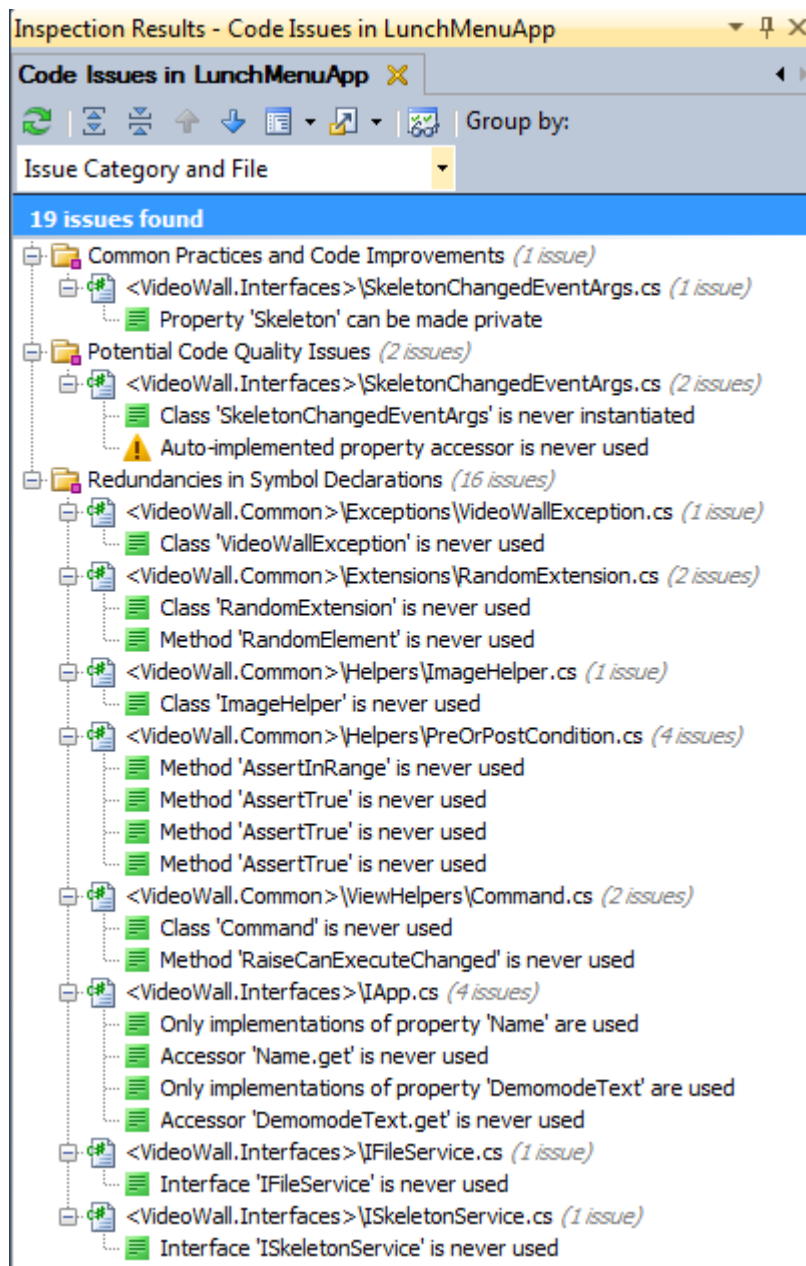 Inspection Results - Code Issues in LunchMenuApp
Code Issues in LunchMenuApp
Group by:
Issue Category and File
19 issues found
Common Practices and Code Improvements (1 issue)
<VideoWall.Interfaces>\SkeletonChangedEventArgs.cs (1 issue)
Property 'Skeleton' can be made private
Potential Code Quality Issues (2 issues)
<VideoWall.Interfaces>\SkeletonChangedEventArgs.cs (2 issues)
Class 'SkeletonChangedEventArgs' is never instantiated
Auto-implemented property accessor is never used
Redundancies in Symbol Declarations (16 issues)
<VideoWall.Common>\Exceptions\VideoWallException.cs (1 issue)
Class 'VideoWallException' is never used
<VideoWall.Common>\Extensions\RandomExtension.cs (2 issues)
Class 'RandomExtension' is never used
Method 'RandomElement' is never used
<VideoWall.Common>\Helpers\ImageHelper.cs (1 issue)
Class 'ImageHelper' is never used
<VideoWall.Common>\Helpers\PreOrPostCondition.cs (4 issues)
Method 'AssertInRange' is never used
Method 'AssertTrue' is never used
Method 'AssertTrue' is never used
Method 'AssertTrue' is never used
<VideoWall.Common>\ViewHelpers\Command.cs (2 issues)
Class 'Command' is never used
Method 'RaiseCanExecuteChanged' is never used
<VideoWall.Interfaces>\IApp.cs (4 issues)
Only implementations of property 'Name' are used
Accessor 'Name.get' is never used
Only implementations of property 'DemomodeText' are used
Accessor 'DemomodeText.get' is never used
<VideoWall.Interfaces>\IFileService.cs (1 issue)
Interface 'IFileService' is never used
<VideoWall.Interfaces>\ISkeletonService.cs (1 issue)
Interface 'ISkeletonService' is never used